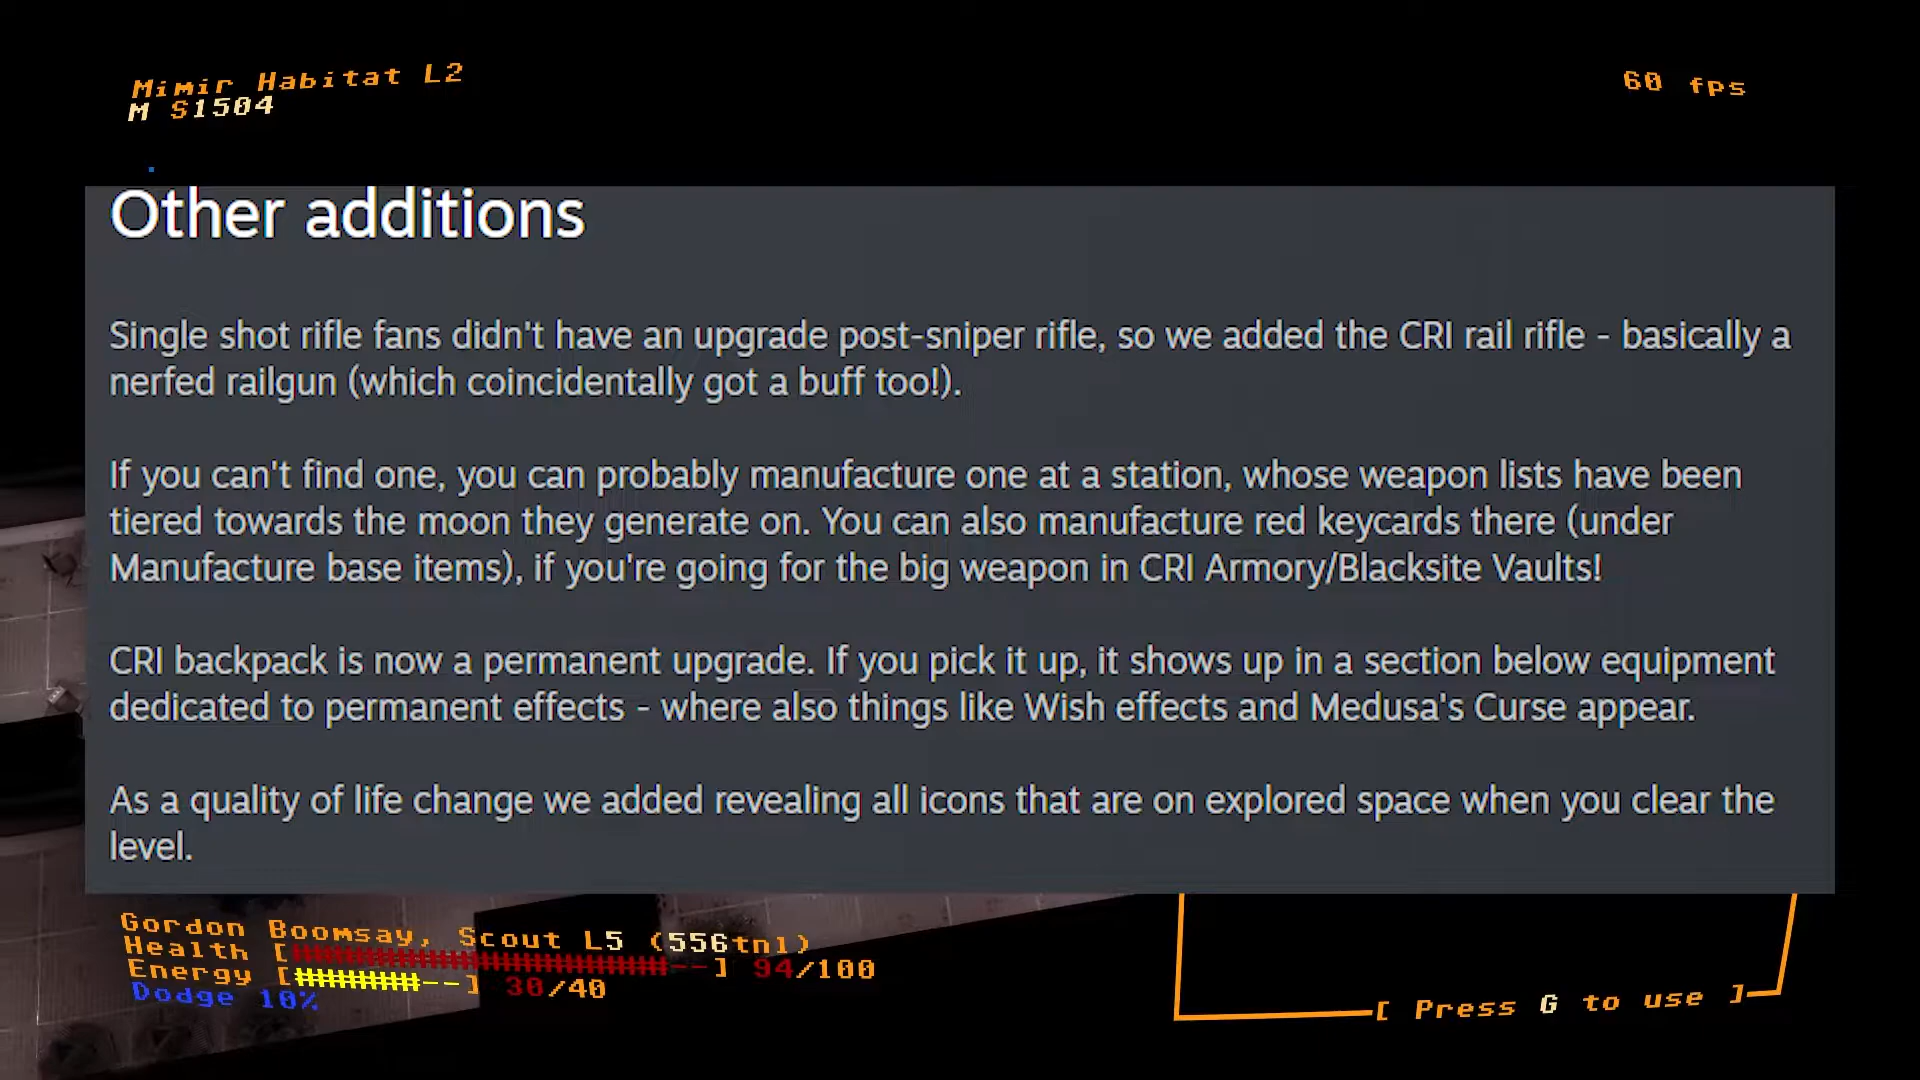 Mimir Habitat L2
M S1504
60 fps
Other additions
Single shot rifle fans didn't have an upgrade post-sniper rifle, so we added the CRI rail rifle - basically a
nerfed railgun (which coincidentally got a buff too!).
If you can't find one, you can probably manufacture one at a station, whose weapon lists have been
tiered towards the moon they generate on. You can also manufacture red keycards there (under
Manufacture base items), if you're going for the big weapon in CRI Armory/Blacksite Vaults!
CRI backpack is now a permanent upgrade. If you pick it up, it shows up in a section below equipment
dedicated to permanent effects - where also things like Wish effects and Medusa's Curse appear.
As a quality of life change we added revealing all icons that are on explored space when you clear the
level.
Gordon Boomsay, Scout L5 (556tnl)
Health [##############################--] 94/100
Energy [#########--] 30/40
Dodge 10%
[ Press G to use ]